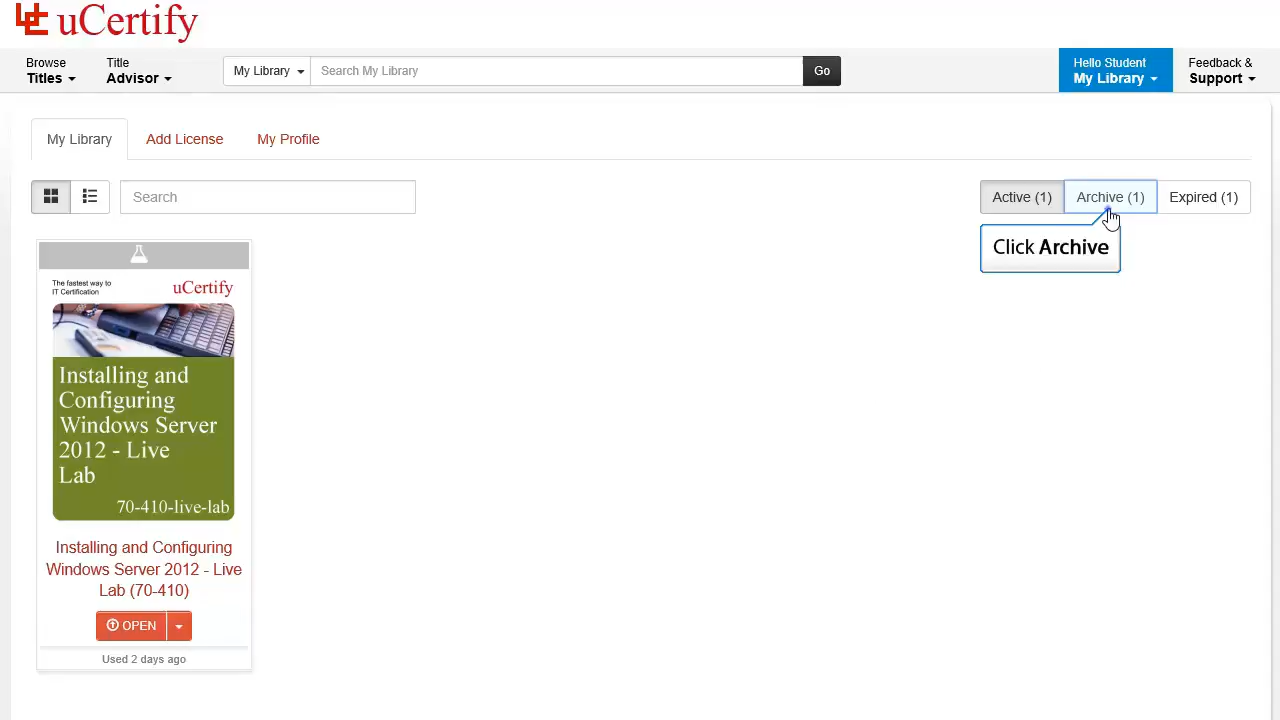 uCertify
Browse
Titles
Title
Advisor
My Library
Search My Library
Go
Hello Student
My Library
Feedback &
Support
My Library
Add License
My Profile
Search
Active (1)
Archive (1)
Expired (1)
Click Archive
The fastest way to
IT Certification
uCertify
Installing and
Configuring
Windows Server
2012 - Live
Lab
70-410-live-lab
Installing and Configuring
Windows Server 2012 - Live
Lab (70-410)
OPEN
Used 2 days ago